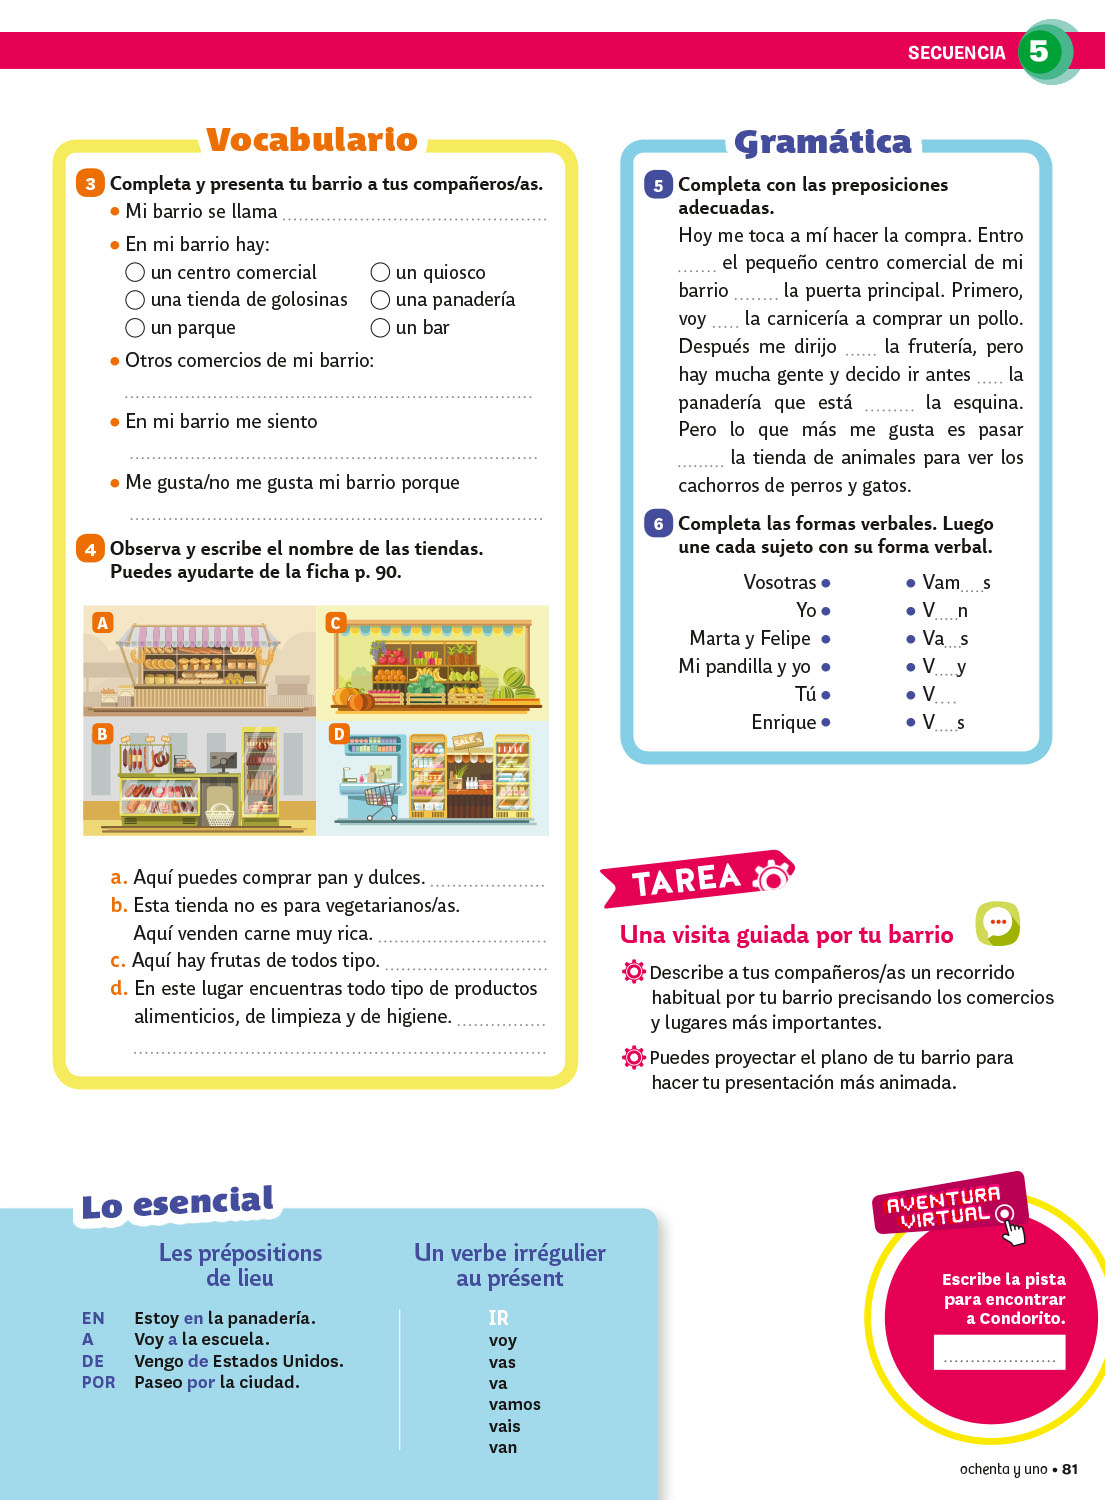 SECUENCIA 5
Vocabulario
3 Completa y presenta tu barrio a tus compañeros/as.
● Mi barrio se llama ................................................
● En mi barrio hay:
◯ un centro comercial ◯ un quiosco
◯ una tienda de golosinas ◯ una panadería
◯ un parque ◯ un bar
● Otros comercios de mi barrio:
..........................................................................
● En mi barrio me siento
..........................................................................
● Me gusta/no me gusta mi barrio porque
..........................................................................
4 Observa y escribe el nombre de las tiendas.
Puedes ayudarte de la ficha p. 90.
A C
B D
SALE%
a. Aquí puedes comprar pan y dulces. .....................
b. Esta tienda no es para vegetarianos/as.
Aquí venden carne muy rica. ...............................
c. Aquí hay frutas de todos tipo. ..............................
d. En este lugar encuentras todo tipo de productos
alimenticios, de limpieza y de higiene. ................
..........................................................................
Gramática
5 Completa con las preposiciones
adecuadas.
Hoy me toca a mí hacer la compra. Entro
....... el pequeño centro comercial de mi
barrio ........ la puerta principal. Primero,
voy ..... la carnicería a comprar un pollo.
Después me dirijo ...... la frutería, pero
hay mucha gente y decido ir antes ..... la
panadería que está ......... la esquina.
Pero lo que más me gusta es pasar
......... la tienda de animales para ver los
cachorros de perros y gatos.
6 Completa las formas verbales. Luego
une cada sujeto con su forma verbal.
Vosotras ● ● Vam.....s
Yo ● ● V.....n
Marta y Felipe ● ● Va....s
Mi pandilla y yo ● ● V.....y
Tú ● ● V....
Enrique ● ● V.....s
TAREA
Una visita guiada por tu barrio
Describe a tus compañeros/as un recorrido
habitual por tu barrio precisando los comercios
y lugares más importantes.
Puedes proyectar el plano de tu barrio para
hacer tu presentación más animada.
Lo esencial
Les prépositions
de lieu
EN Estoy en la panadería.
A Voy a la escuela.
DE Vengo de Estados Unidos.
POR Paseo por la ciudad.
Un verbe irrégulier
au présent
IR
voy
vas
va
vamos
vais
van
AVENTURA
VIRTUAL
Escribe la pista
para encontrar
a Condorito.
.....................
ochenta y uno • 81